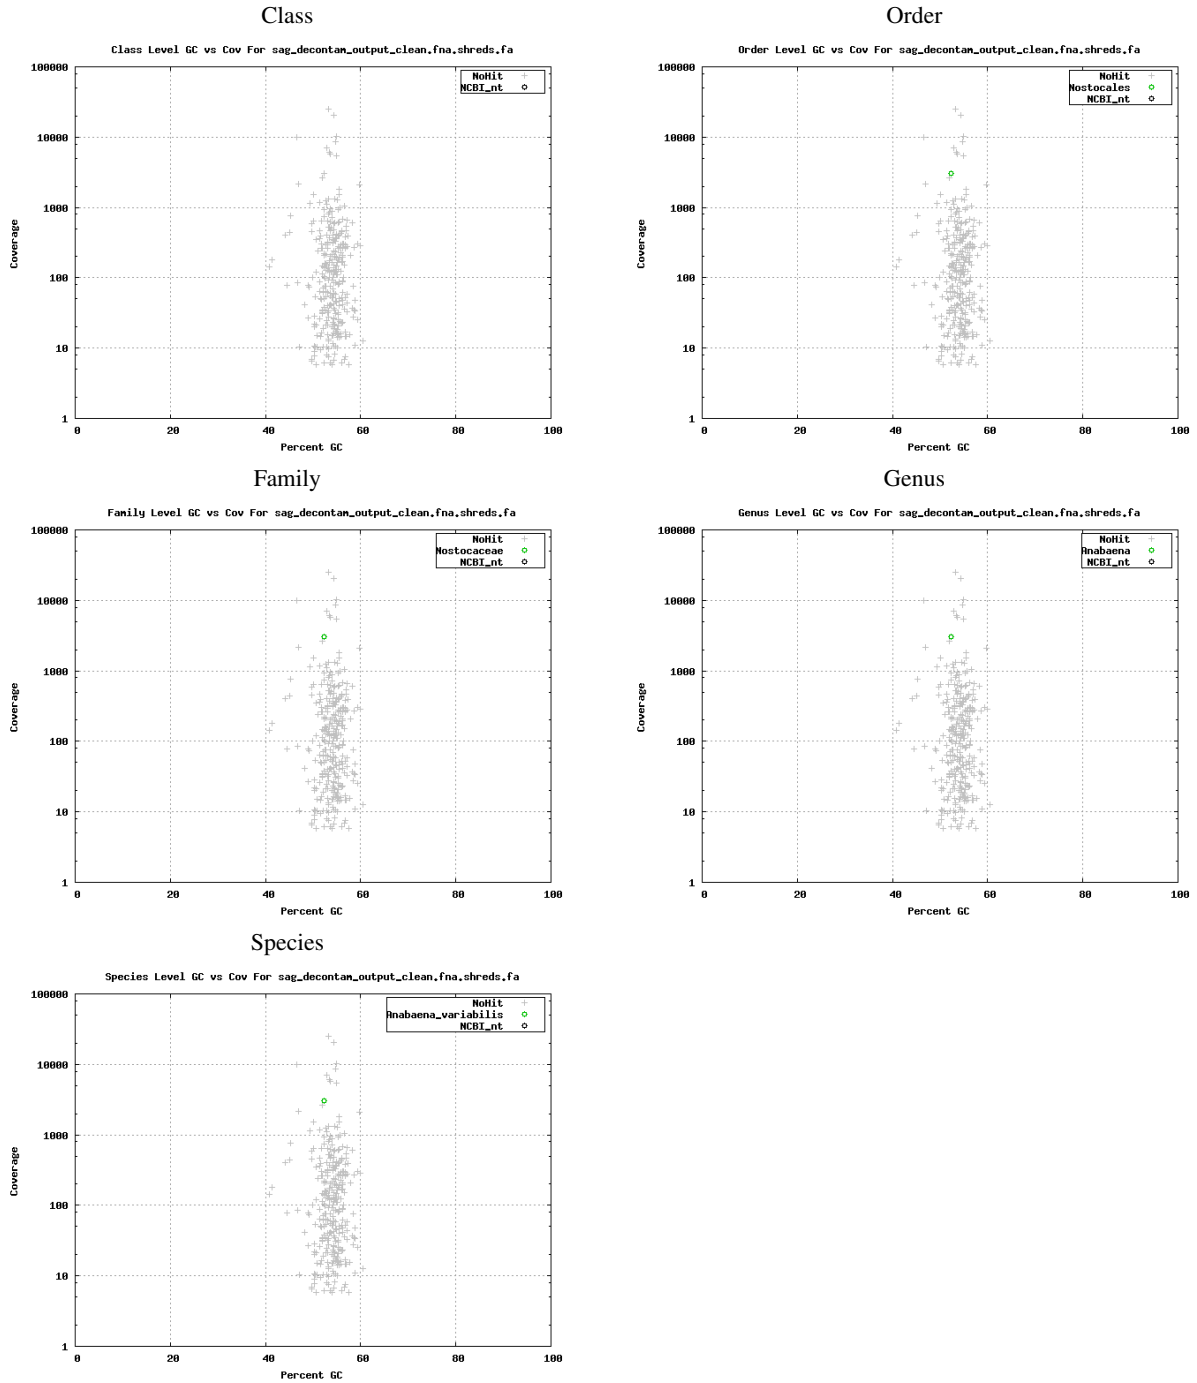 Class
Class Level GC vs Cov For sag_decontam_output_clean.fna.shreds.fa
NoHit
NCBI_nt
100000
10000
1000
100
10
1
Coverage
0 20 40 60 80 100
Percent GC
Order
Order Level GC vs Cov For sag_decontam_output_clean.fna.shreds.fa
NoHit
Nostocales
NCBI_nt
100000
10000
1000
100
10
1
Coverage
0 20 40 60 80 100
Percent GC
Family
Family Level GC vs Cov For sag_decontam_output_clean.fna.shreds.fa
NoHit
Nostocaceae
NCBI_nt
100000
10000
1000
100
10
1
Coverage
0 20 40 60 80 100
Percent GC
Genus
Genus Level GC vs Cov For sag_decontam_output_clean.fna.shreds.fa
NoHit
Anabaena
NCBI_nt
100000
10000
1000
100
10
1
Coverage
0 20 40 60 80 100
Percent GC
Species
Species Level GC vs Cov For sag_decontam_output_clean.fna.shreds.fa
NoHit
Anabaena_variabilis
NCBI_nt
100000
10000
1000
100
10
1
Coverage
0 20 40 60 80 100
Percent GC